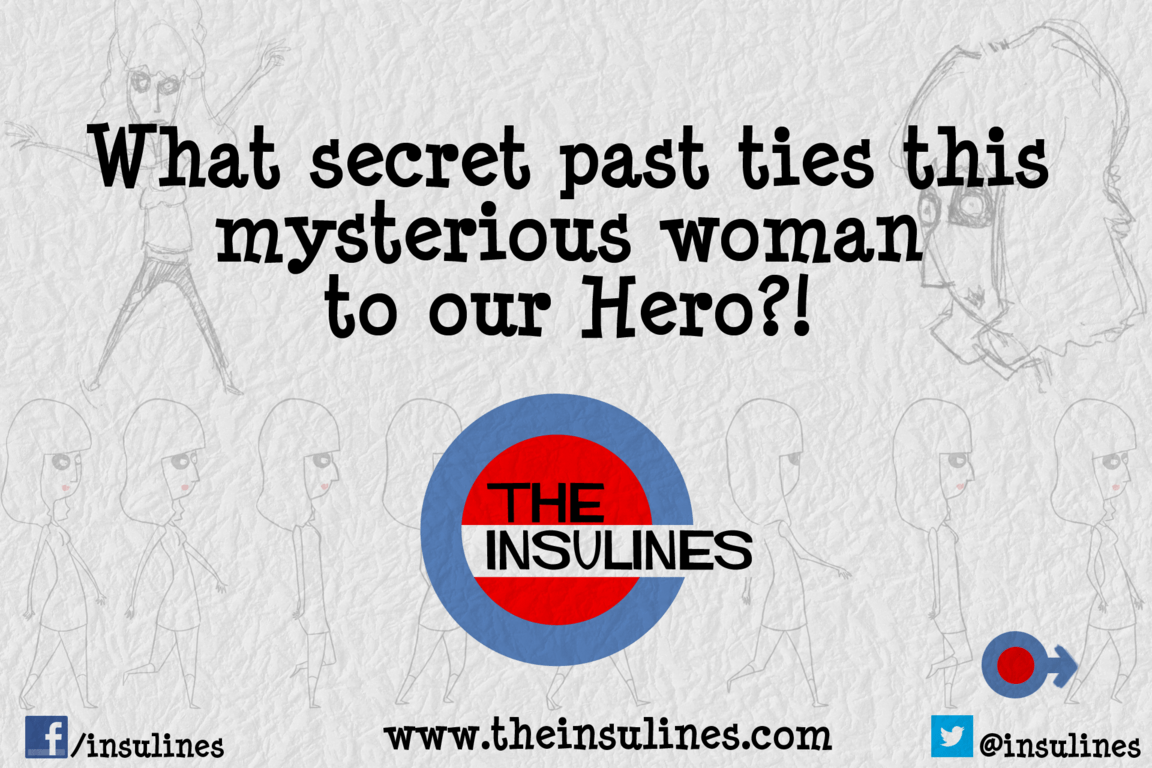 What secret past ties this
mysterious woman
to our Hero?!
THE
INSULINES
f/insulines
www.theinsulines.com
@insulines